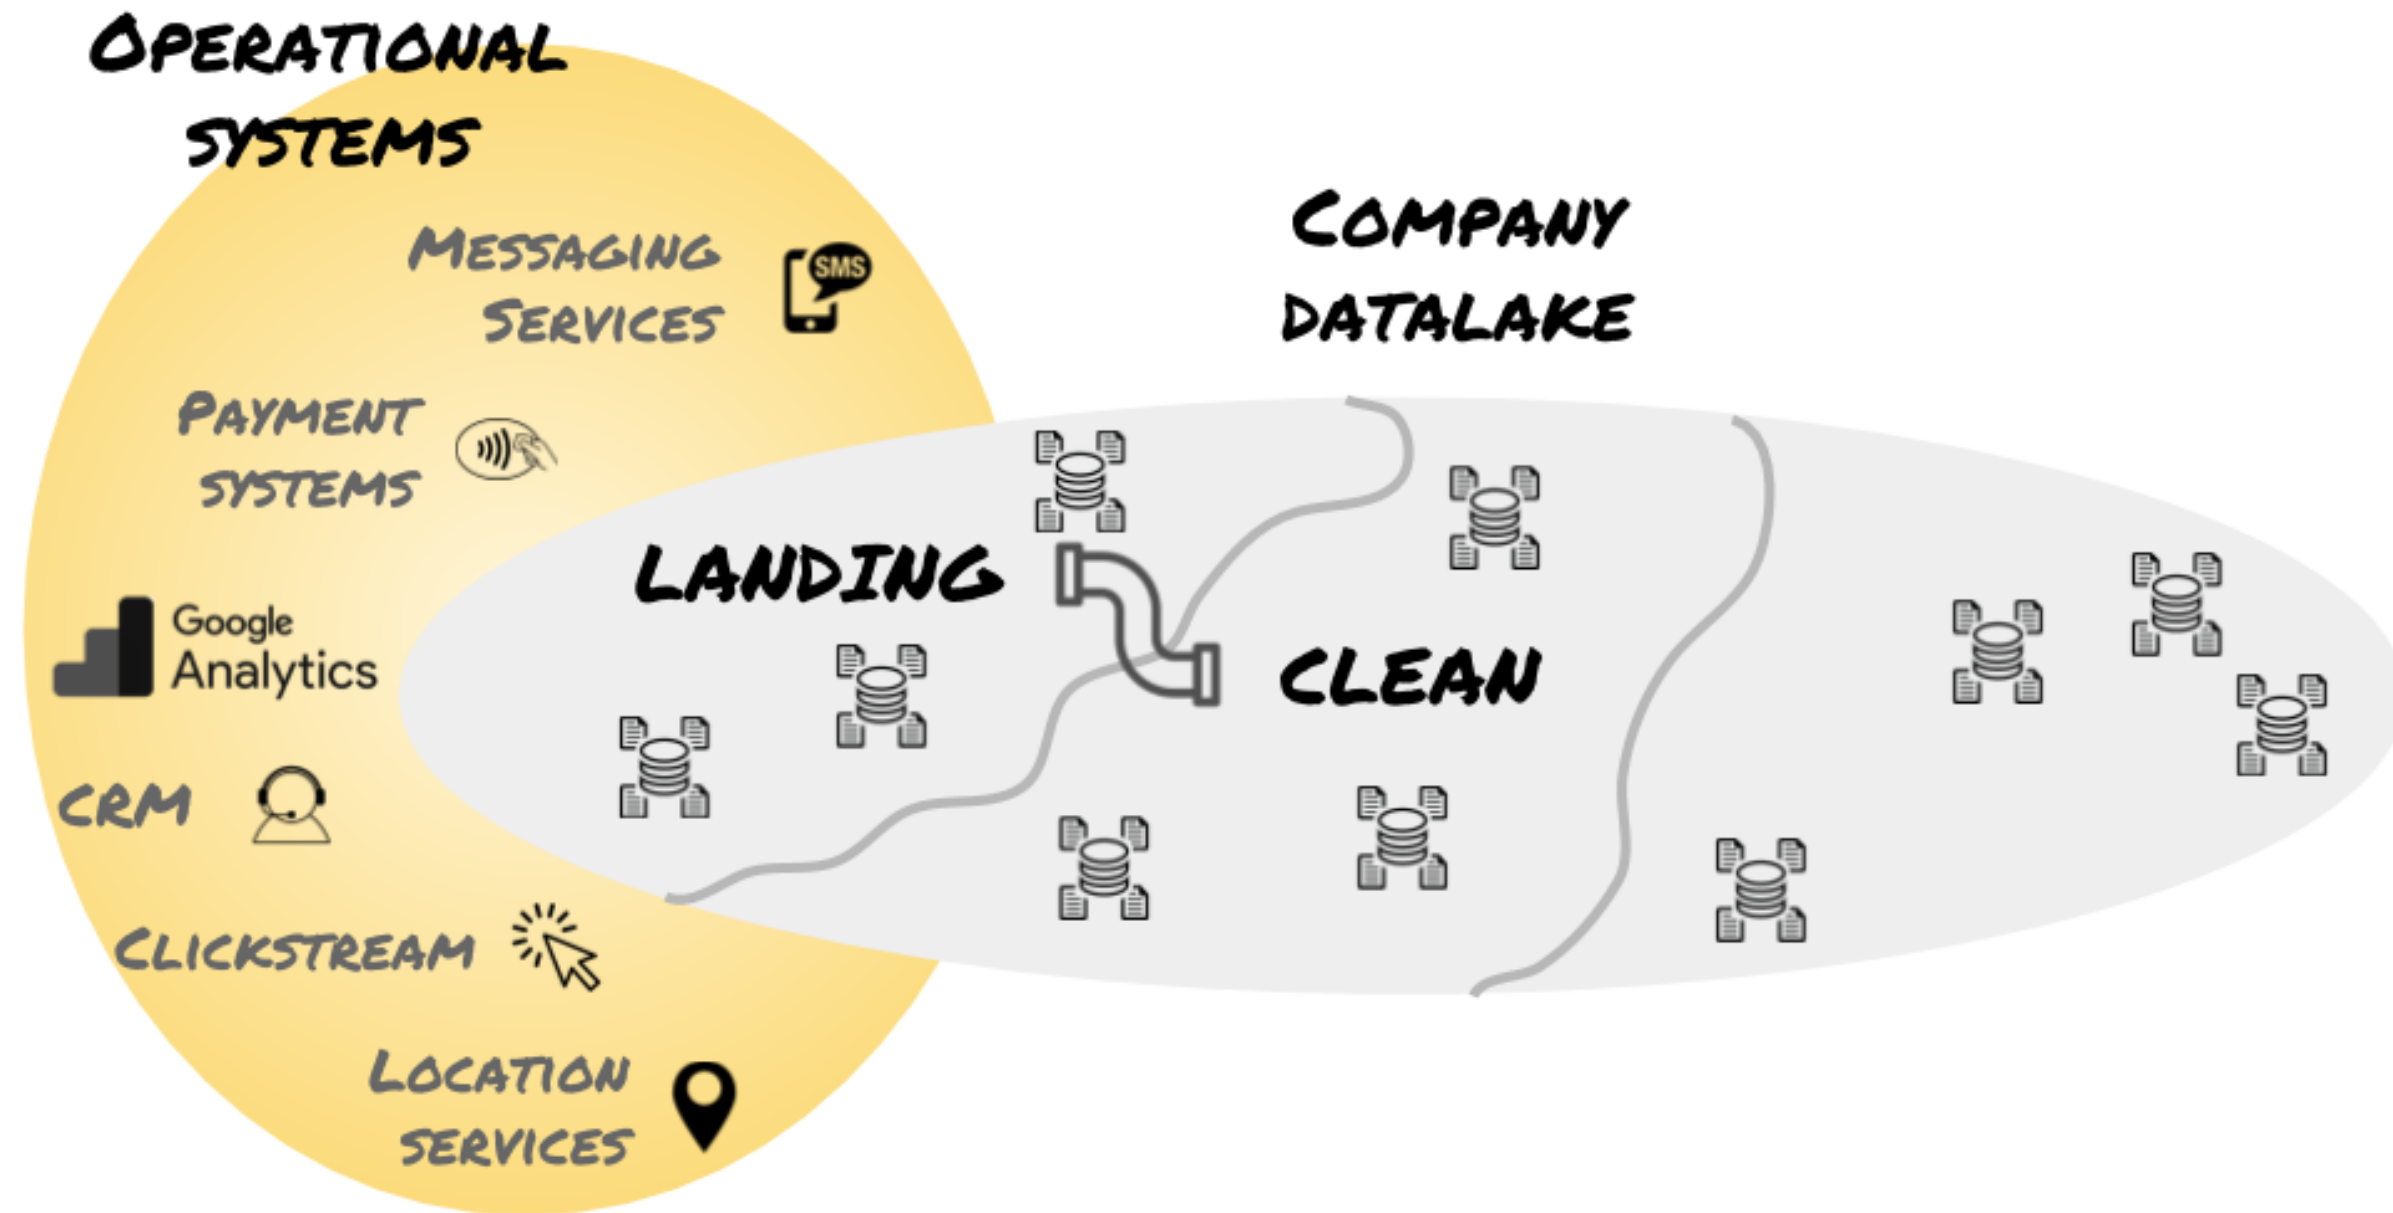 OPERATIONAL
SYSTEMS
MESSAGING
SERVICES
SMS
PAYMENT
SYSTEMS
Google
Analytics
CRM
CLICKSTREAM
LOCATION
SERVICES
COMPANY
DATALAKE
LANDING
CLEAN